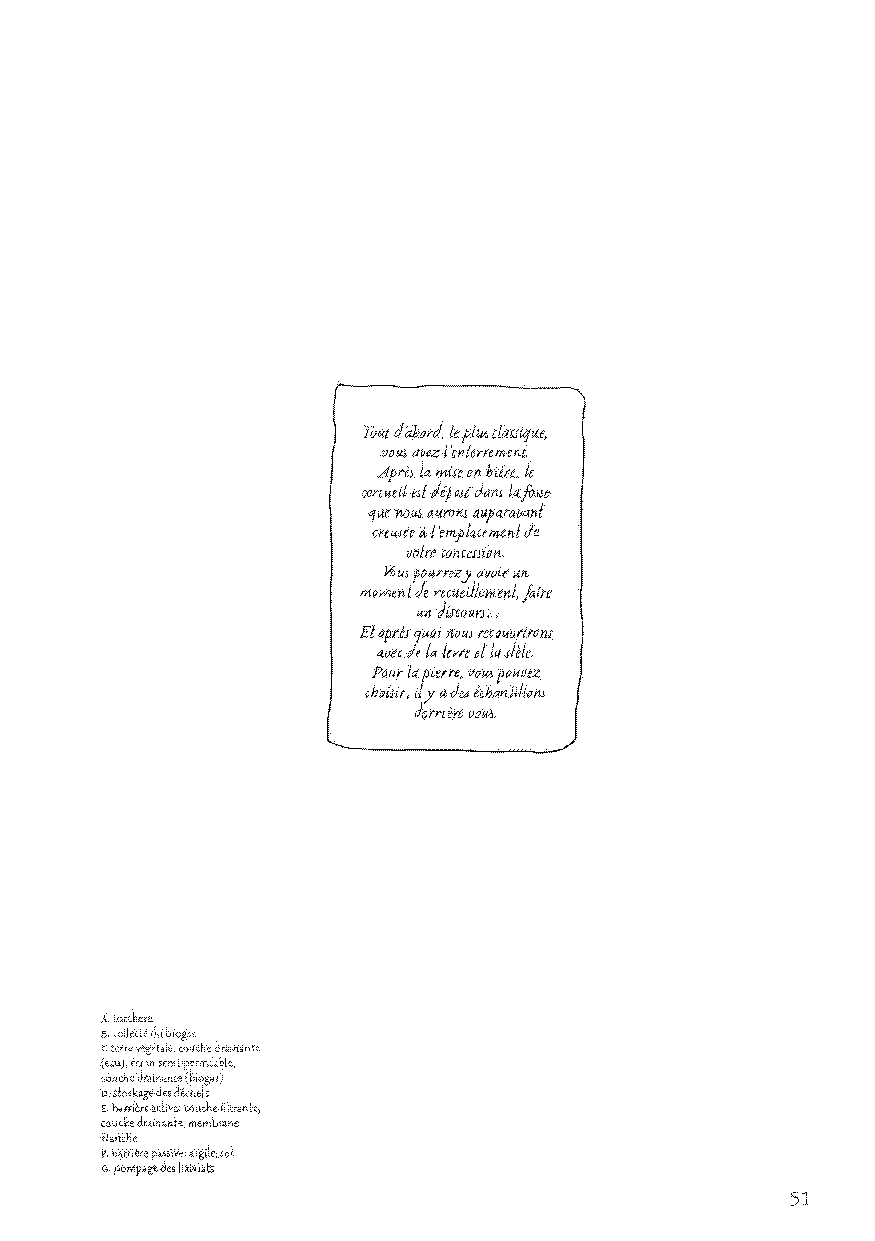 Tout d'abord, le plus classique,
vous avez l'enterrement.
Après la mise en bière, le
cercueil est déposé dans la fosse
que nous aurons auparavant
creusée à l'emplacement de
votre concession.
Vous pourrez y avoir un
moment de recueillement, faire
un discours...
Et après quoi nous recouvrirons
avec de la terre et la stèle.
Pour la pierre, vous pouvez
choisir, il y a des échantillons
derrière vous.
A. torchère
B. collecte du biogaz
C. terre végétale, couche drainante
(eau), écran semi-perméable,
couche drainante (biogaz)
D. stockage des déchets
E. barrière active: couche filtrante,
couche drainante, membrane
étanche
F. barrière passive: argile, sol
G. pompage des lixiviats
51